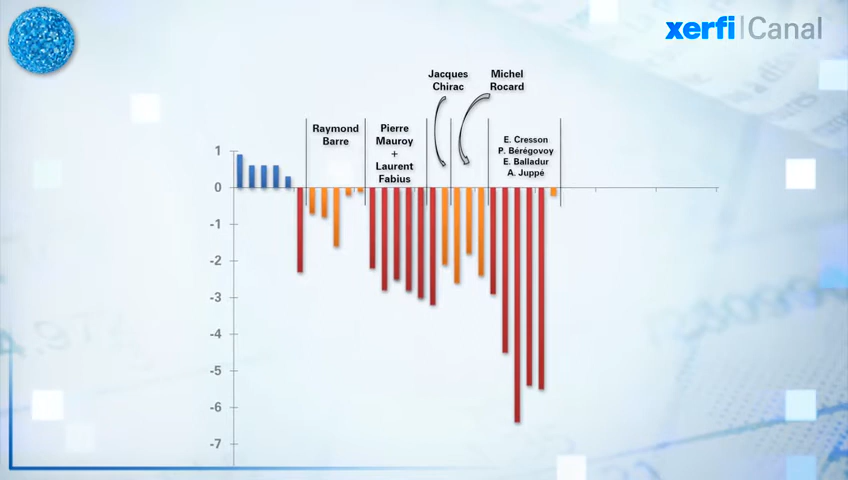 xerfi Canal
Jacques
Chirac
Michel
Rocard
Raymond
Barre
Pierre
Mauroy
+
Laurent
Fabius
E. Cresson
P. Bérégovoy
E. Balladur
A. Juppé
1
0
-1
-2
-3
-4
-5
-6
-7